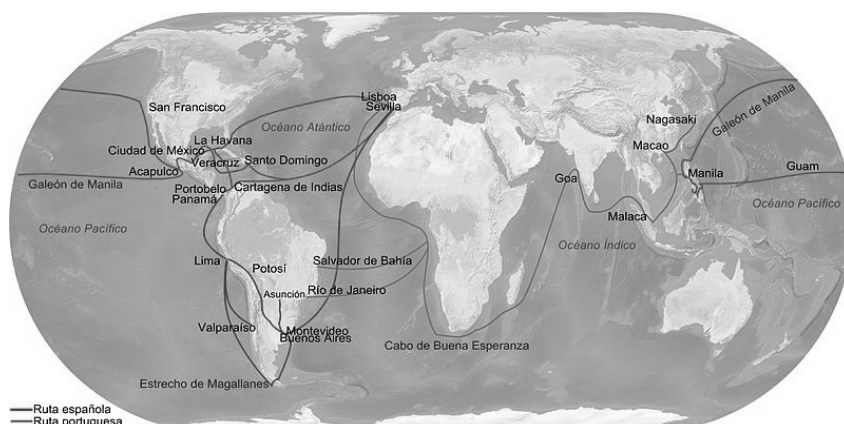 Lisboa
Sevilla
San Francisco
Océano Atlántico
Nagasaki
Galeón de Manila
La Havana
Ciudad de México
Macao
Veracruz
Santo Domingo
Acapulco
Manila
Guam
Goa
Galeón de Manila
Portobelo
Cartagena de Indias
Panamá
Océano Pacífico
Malaca
Océano Pacífico
Océano Índico
Lima
Potosí
Salvador de Bahía
Asunción
Río de Janeiro
Valparaíso
Montevideo
Buenos Aires
Cabo de Buena Esperanza
Estrecho de Magallanes
Ruta española
Ruta portuguesa